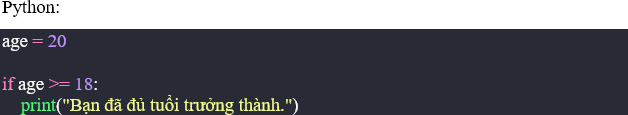 Python:
age = 20
if age >= 18:
    print("Bạn đã đủ tuổi trưởng thành.")